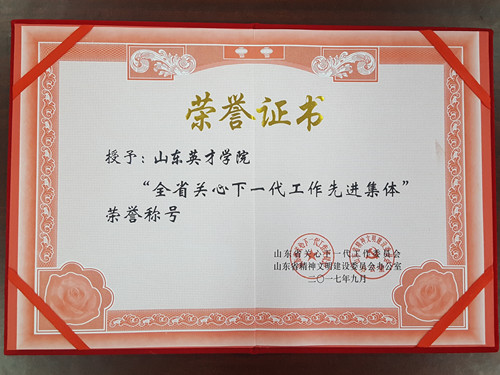 荣誉证书
授予：山东英才学院
“全省关心下一代工作先进集体”
荣誉称号
山东省关心下一代工作委员会
山东省精神文明建设委员会办公室
二〇一七年九月